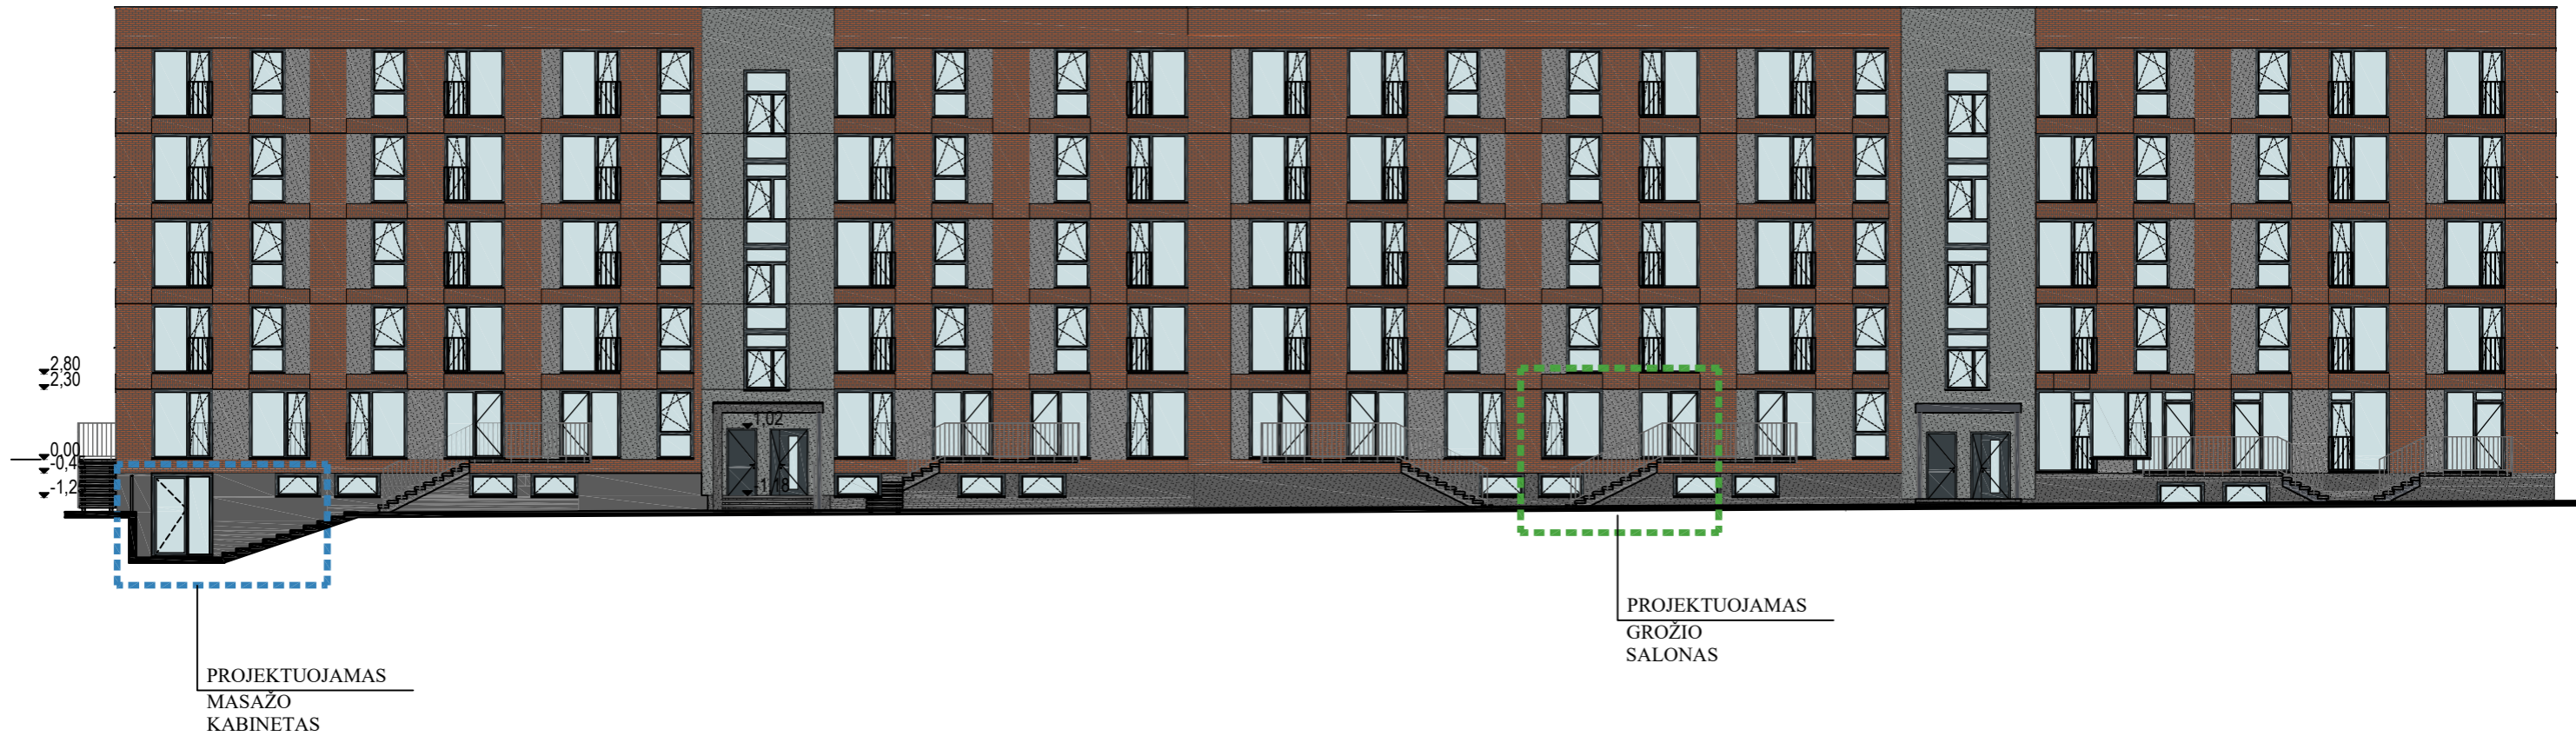 2,80
2,30
0,00
-0,4
-1,2
1,02
-1,18
PROJEKTUOJAMAS
GROŽIO
SALONAS
PROJEKTUOJAMAS
MASAŽO
KABINETAS